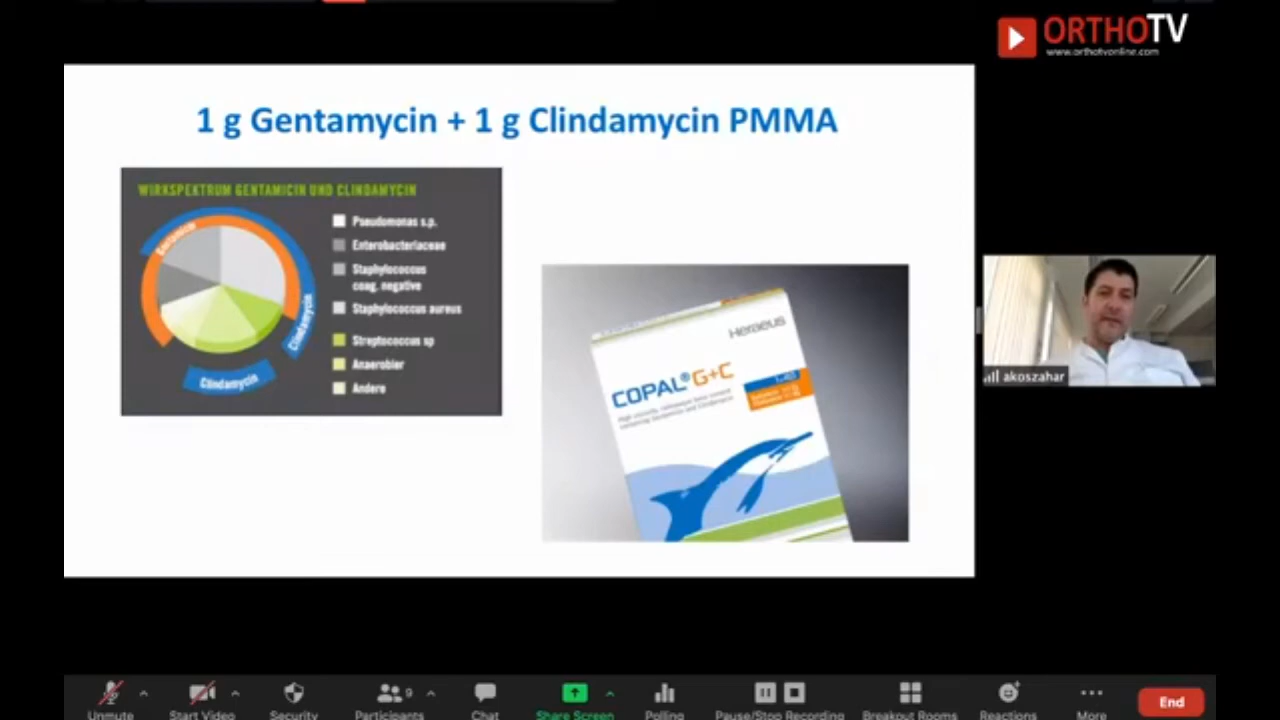 ORTHOTV
www.orthotvonline.com
1 g Gentamycin + 1 g Clindamycin PMMA
WIRKSPEKTRUM GENTAMICIN UND CLINDAMYCIN
Gentamicin
Clindamycin
Clindamycin
Pseudomonas s.p.
Enterobacteriaceae
Staphylococcus
coag. negative
Staphylococcus aureus
Streptococcus sp
Anaerobier
Andere
Heraeus
COPAL® G+C
akoszahar
Unmute
Start Video
Security
9
Participants
Chat
Share Screen
Polling
Pause/Stop Recording
Breakout Rooms
Reactions
More
End